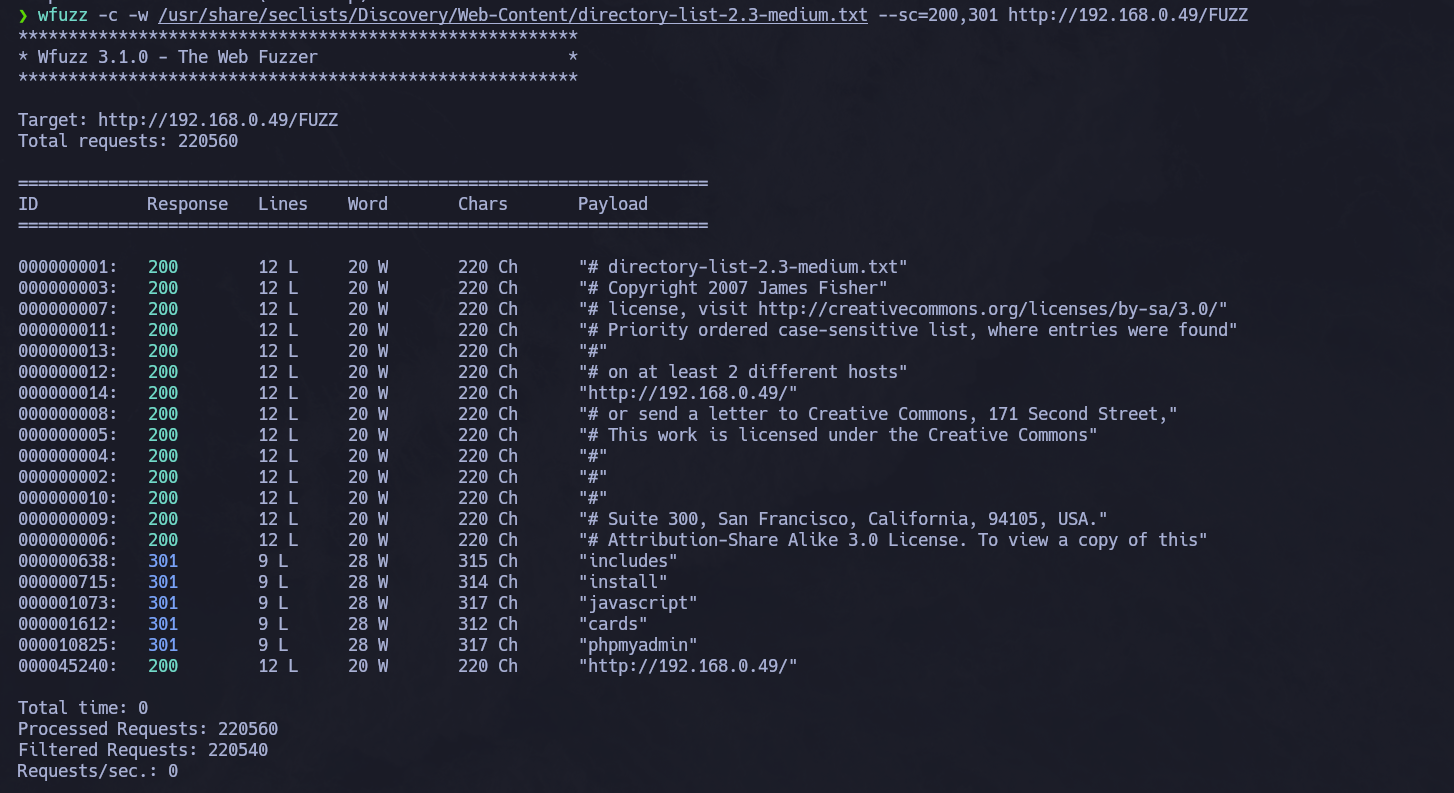 ❯ wfuzz -c -w /usr/share/seclists/Discovery/Web-Content/directory-list-2.3-medium.txt --sc=200,301 http://192.168.0.49/FUZZ
********************************************************
* Wfuzz 3.1.0 - The Web Fuzzer                         *
********************************************************
Target: http://192.168.0.49/FUZZ
Total requests: 220560
=====================================================================
ID           Response   Lines    Word       Chars       Payload
=====================================================================
000000001:   200        12 L     20 W       220 Ch      "# directory-list-2.3-medium.txt"
000000003:   200        12 L     20 W       220 Ch      "# Copyright 2007 James Fisher"
000000007:   200        12 L     20 W       220 Ch      "# license, visit http://creativecommons.org/licenses/by-sa/3.0/"
000000011:   200        12 L     20 W       220 Ch      "# Priority ordered case-sensitive list, where entries were found"
000000013:   200        12 L     20 W       220 Ch      "#"
000000012:   200        12 L     20 W       220 Ch      "# on at least 2 different hosts"
000000014:   200        12 L     20 W       220 Ch      "http://192.168.0.49/"
000000008:   200        12 L     20 W       220 Ch      "# or send a letter to Creative Commons, 171 Second Street,"
000000005:   200        12 L     20 W       220 Ch      "# This work is licensed under the Creative Commons"
000000004:   200        12 L     20 W       220 Ch      "#"
000000002:   200        12 L     20 W       220 Ch      "#"
000000010:   200        12 L     20 W       220 Ch      "#"
000000009:   200        12 L     20 W       220 Ch      "# Suite 300, San Francisco, California, 94105, USA."
000000006:   200        12 L     20 W       220 Ch      "# Attribution-Share Alike 3.0 License. To view a copy of this"
000000638:   301        9 L      28 W       315 Ch      "includes"
000000715:   301        9 L      28 W       314 Ch      "install"
000001073:   301        9 L      28 W       317 Ch      "javascript"
000001612:   301        9 L      28 W       312 Ch      "cards"
000010825:   301        9 L      28 W       317 Ch      "phpmyadmin"
000045240:   200        12 L     20 W       220 Ch      "http://192.168.0.49/"
Total time: 0
Processed Requests: 220560
Filtered Requests: 220540
Requests/sec.: 0